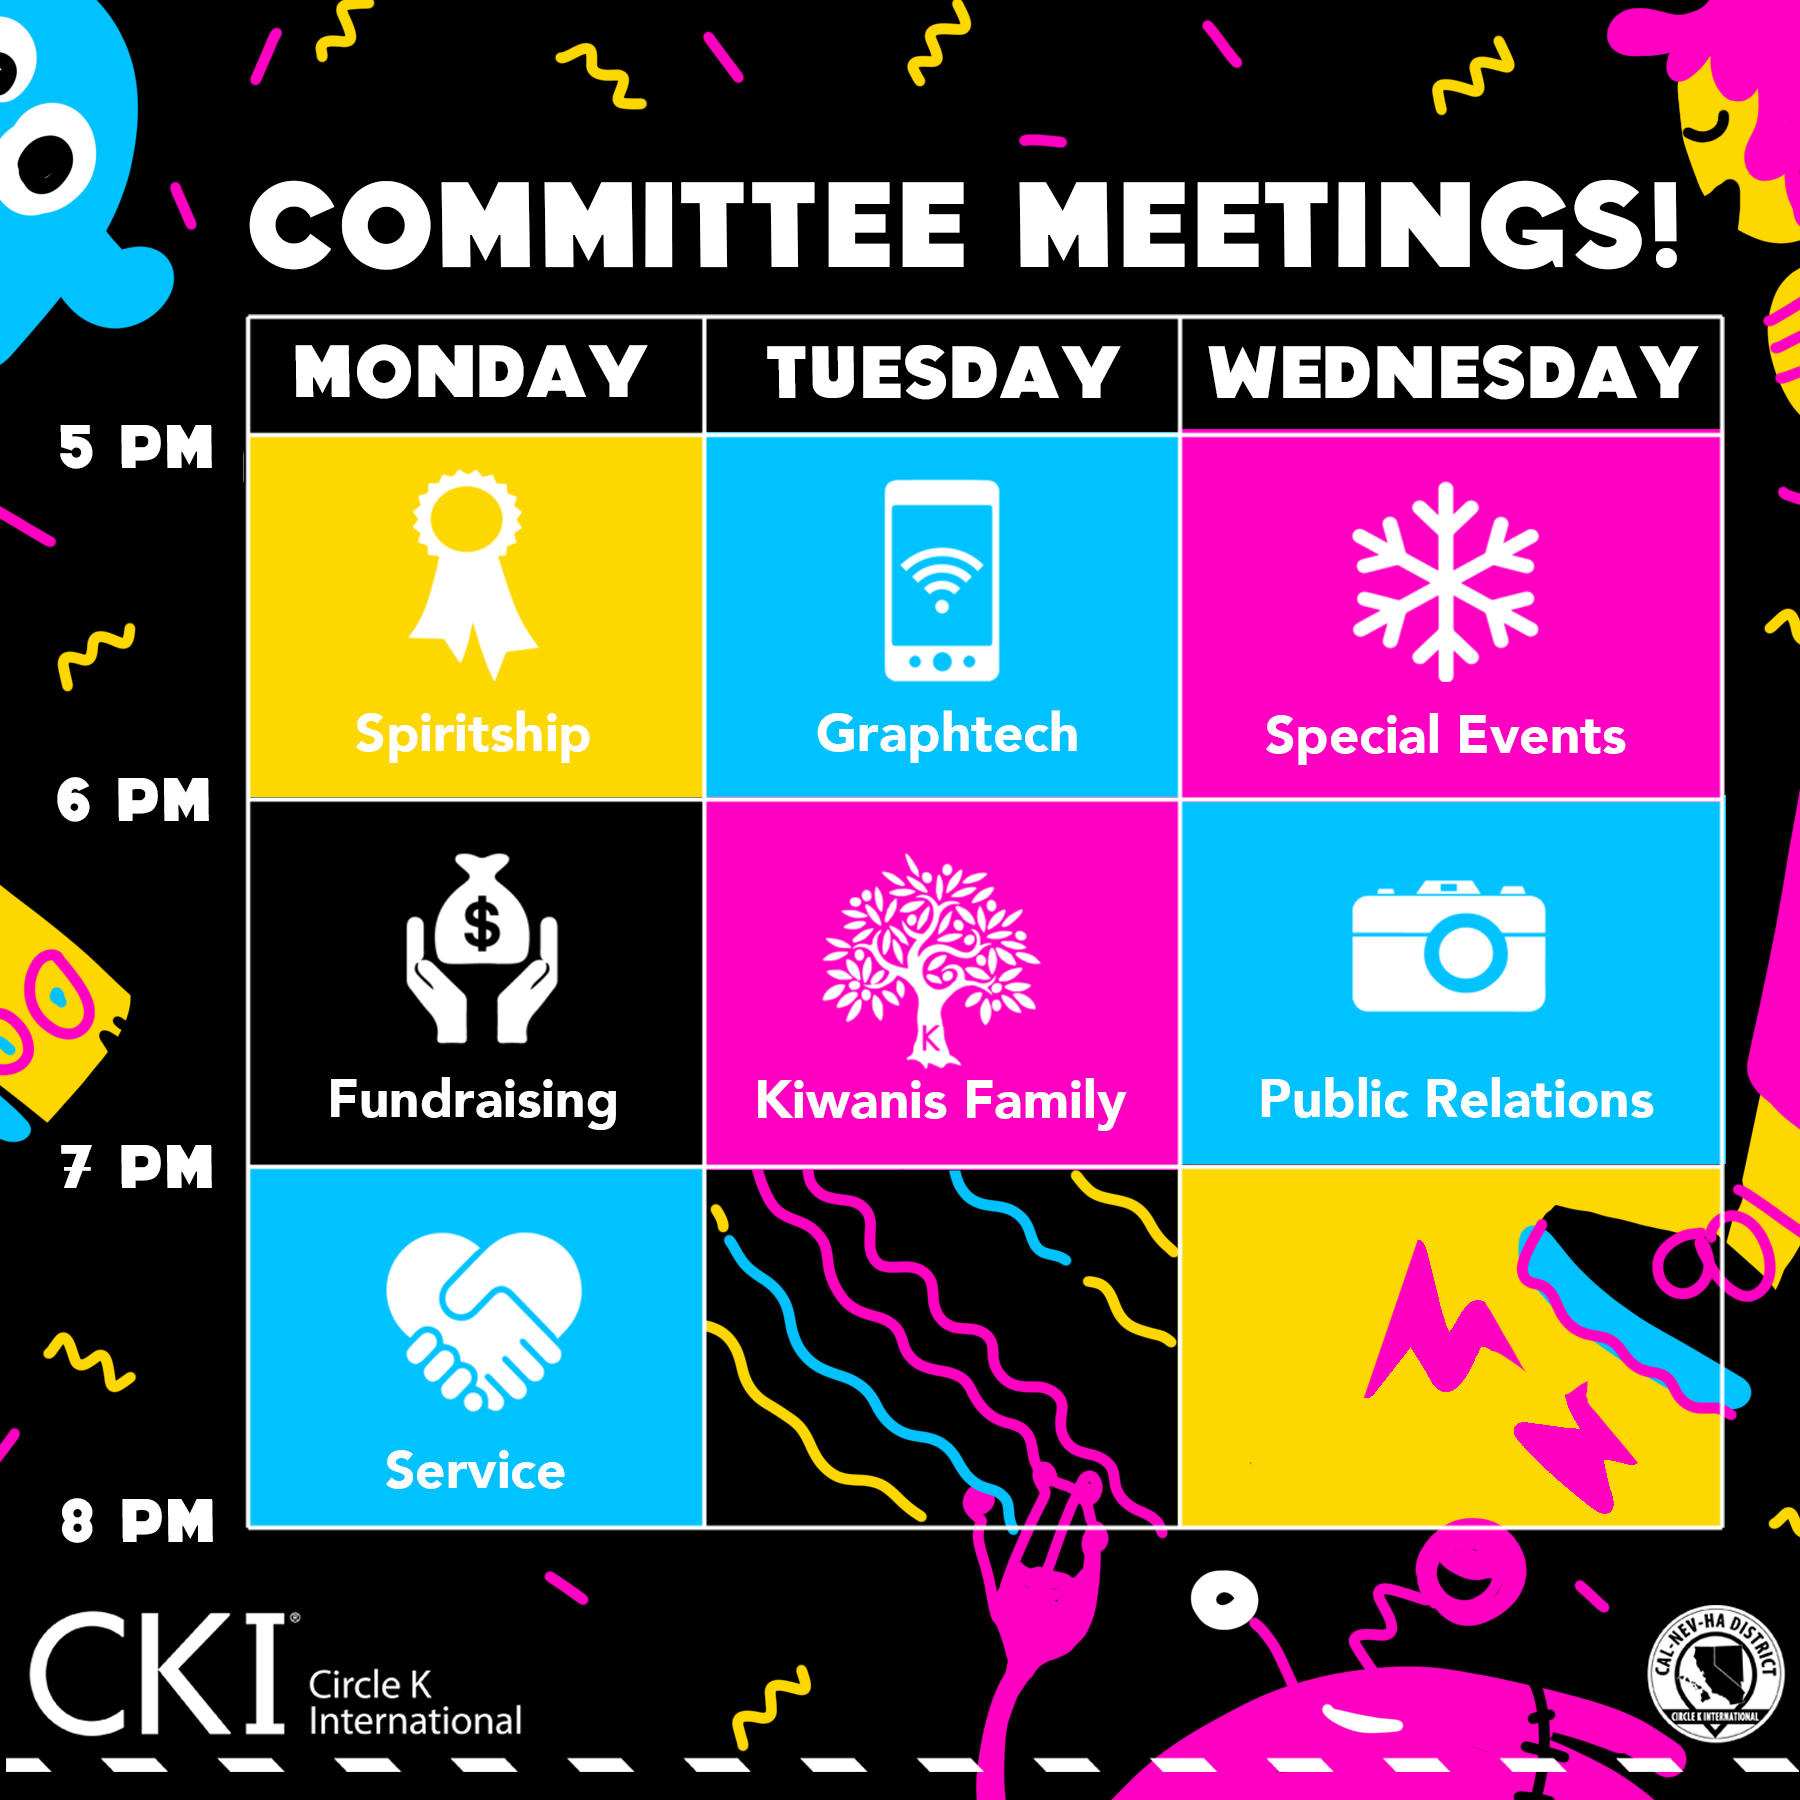 COMMITTEE MEETINGS!
MONDAY TUESDAY WEDNESDAY
5 PM
Spiritship Graphtech Special Events
6 PM
$
K
Fundraising Kiwanis Family Public Relations
7 PM
Service
8 PM
CKI®
Circle K
International
CAL-NEV-HA DISTRICT
CIRCLE K INTERNATIONAL